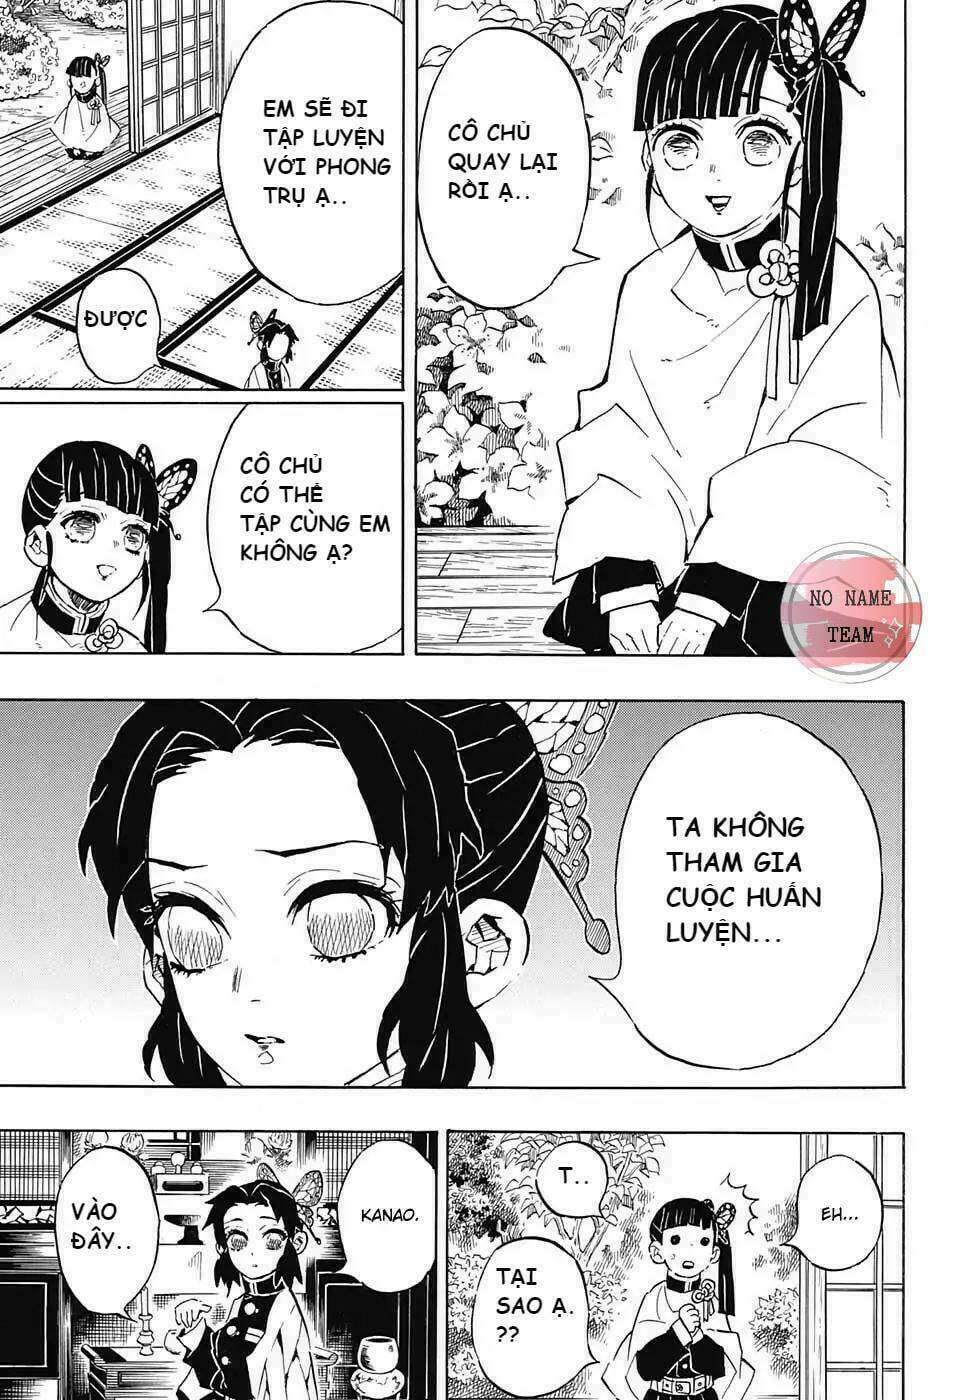 CÔ CHỦ
QUAY LẠI
RÒI Ạ..
EM SẼ ĐI
TẬP LUYỆN
VỚI PHONG
TRỤ Ạ..
ĐƯỢC
CÔ CHỦ
CÓ THỂ
TẬP CÙNG EM
KHÔNG Ạ?
NO NAME
TEAM
TA KHÔNG
THAM GIA
CUỘC HUẤN
LUYỆN...
EH...
T..
TẠI
SAO Ạ.
??
KANAO.
VÀO
ĐÂY..